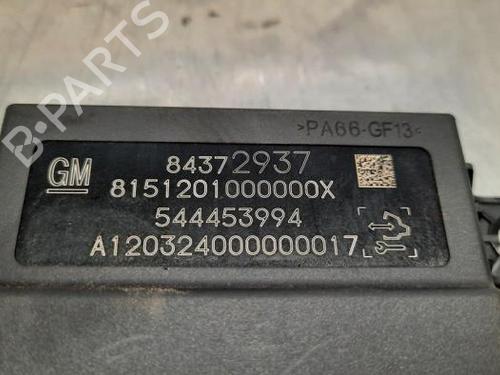 B-Parts
>PA66-GF13<
GM
84372937
8151201000000X
544453994
A120324000000017